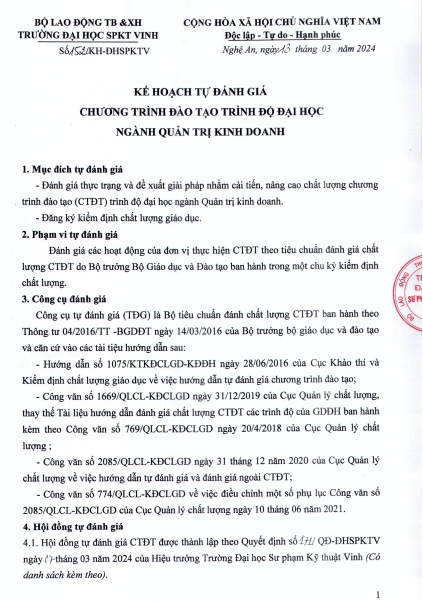 BỘ LAO ĐỘNG TB &XH
CỘNG HÒA XÃ HỘI CHỦ NGHĨA VIỆT NAM
TRƯỜNG ĐẠI HỌC SPKT VINH
Độc lập - Tự do - Hạnh phúc
Số: /KH-ĐHSPKTV
Nghệ An, ngày 13 tháng 03 năm 2024
KẾ HOẠCH TỰ ĐÁNH GIÁ
CHƯƠNG TRÌNH ĐÀO TẠO TRÌNH ĐỘ ĐẠI HỌC
NGÀNH QUẢN TRỊ KINH DOANH
1. Mục đích tự đánh giá
- Đánh giá thực trạng và đề xuất giải pháp nhằm cải tiến, nâng cao chất lượng chương
trình đào tạo (CTĐT) trình độ đại học ngành Quản trị kinh doanh.
- Đăng ký kiểm định chất lượng giáo dục.
2. Phạm vi tự đánh giá
Đánh giá các hoạt động của đơn vị thực hiện CTĐT theo tiêu chuẩn đánh giá chất
lượng CTĐT do Bộ trưởng Bộ Giáo dục và Đào tạo ban hành trong một chu kỳ kiểm định
chất lượng.
3. Công cụ đánh giá
Công cụ tự đánh giá (TĐG) là Bộ tiêu chuẩn đánh chất lượng CTĐT ban hành theo
Thông tư 04/2016/TT -BGDĐT ngày 14/03/2016 của Bộ trưởng bộ giáo dục và đào tạo
và căn cứ vào các tài tiệu hướng dẫn sau:
- Hướng dẫn số 1075/KTKĐCLGD-KĐĐH ngày 28/06/2016 của Cục Khảo thí và
Kiểm định chất lượng giáo dục về việc hướng dẫn tự đánh giá chương trình đào tạo;
- Công văn số 1669/QLCL-KĐCLGD ngày 31/12/2019 của Cục Quản lý chất lượng,
thay thế Tài liệu hướng dẫn đánh giá chất lượng CTĐT các trình độ của GDĐH ban hành
kèm theo Công văn số 769/QLCL-KĐCLGD ngày 20/4/2018 của Cục Quản lý chất
lượng ;
- Công văn số 2085/QLCL-KĐCLGD ngày 31 tháng 12 năm 2020 của Cục Quản lý
chất lượng về việc hướng dẫn tự đánh giá và đánh giá ngoài CTĐT;
- Công văn số 774/QLCL-KĐCLGD về việc điều chỉnh một số phụ lục Công văn số
2085/QLCL-KĐCLGD của Cục Quản lý chất lượng ngày 10 tháng 06 năm 2021.
4. Hội đồng tự đánh giá
4.1. Hội đồng tự đánh giá CTĐT được thành lập theo Quyết định số / QĐ-ĐHSPKTV
ngày tháng 03 năm 2024 của Hiệu trưởng Trường Đại học Sư phạm Kỹ thuật Vinh (Có
danh sách kèm theo).
1